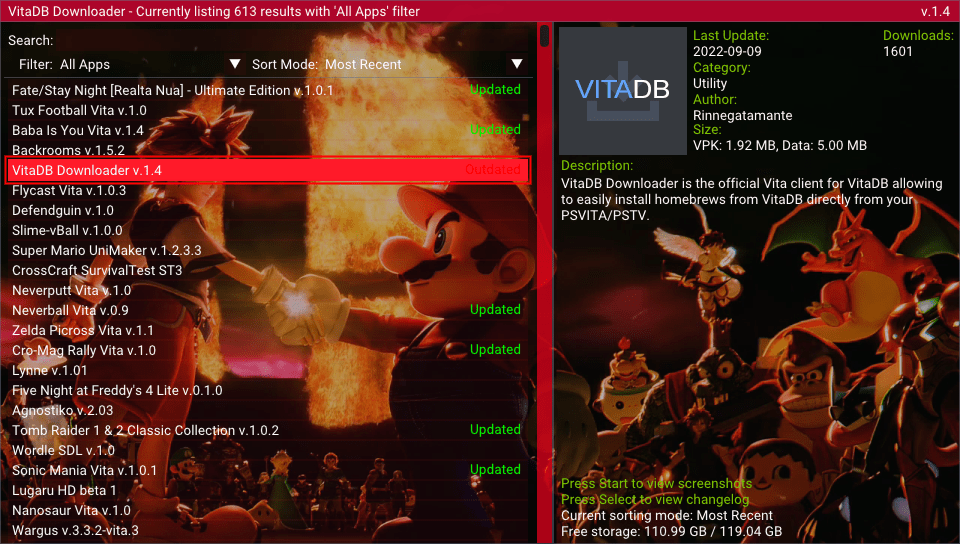 VitaDB Downloader - Currently listing 613 results with 'All Apps' filter
v.1.4
Search:
Filter: All Apps
Sort Mode: Most Recent
Fate/Stay Night [Realta Nua] - Ultimate Edition v.1.0.1 Updated
Tux Football Vita v.1.0
Baba Is You Vita v.1.4 Updated
Backrooms v.1.5.2
VitaDB Downloader v.1.4 Outdated
Flycast Vita v.1.0.3
Defendguin v.1.0
Slime-vBall v.1.0.0
Super Mario UniMaker v.1.2.3.3
CrossCraft SurvivalTest ST3
Neverputt Vita v.1.0
Neverball Vita v.0.9 Updated
Zelda Picross Vita v.1.1
Cro-Mag Rally Vita v.1.0 Updated
Lynne v.1.01
Five Night at Freddy's 4 Lite v.0.1.0
Agnostiko v.2.03
Tomb Raider 1 & 2 Classic Collection v.1.0.2 Updated
Wordle SDL v.1.0
Sonic Mania Vita v.1.0.1 Updated
Lugaru HD beta 1
Nanosaur Vita v.1.0
Wargus v.3.3.2-vita.3
VITADB
Last Update:
2022-09-09
Downloads:
1601
Category:
Utility
Author:
Rinnegatamante
Size:
VPK: 1.92 MB, Data: 5.00 MB
Description:
VitaDB Downloader is the official Vita client for VitaDB allowing
to easily install homebrews from VitaDB directly from your
PSVITA/PSTV.
Press Start to view screenshots
Press Select to view changelog
Current sorting mode: Most Recent
Free storage: 110.99 GB / 119.04 GB